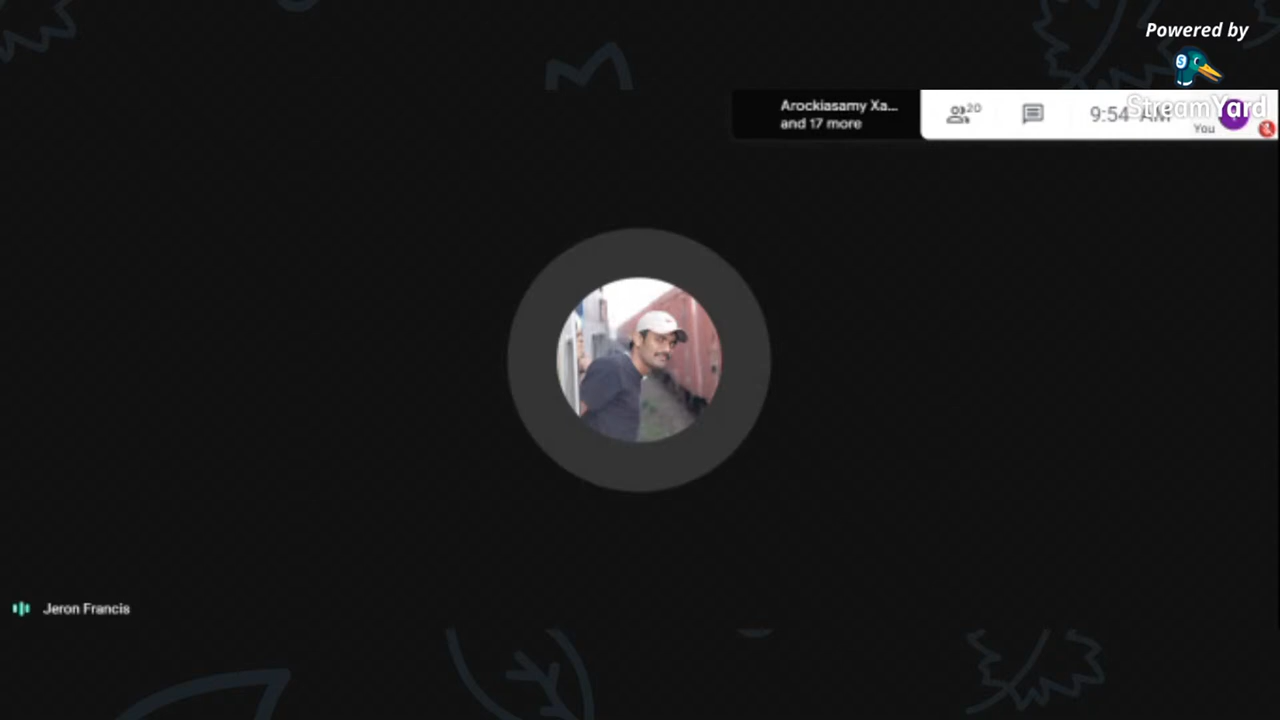 Powered by
StreamYard
Arockiasamy Xa...
and 17 more
20
9:54 AM
You
Jeron Francis